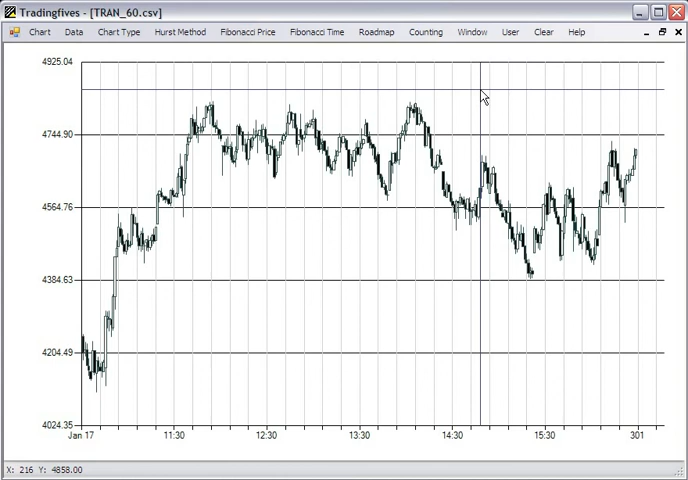 Tradingfives - [TRAN_60.csv]
Chart Data Chart Type Hurst Method Fibonacci Price Fibonacci Time Roadmap Counting Window User Clear Help
4925.04
4744.90
4564.76
4384.63
4204.49
4024.35
Jan 17 11:30 12:30 13:30 14:30 15:30 301
X: 216 Y: 4858.00